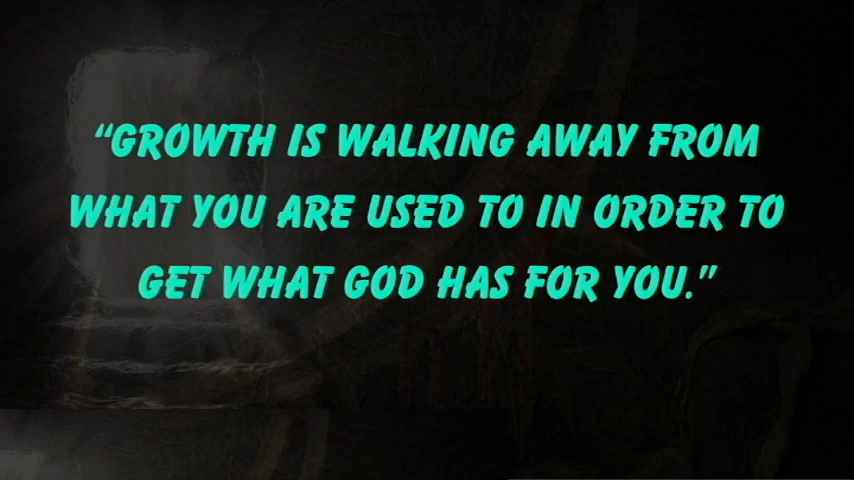 “GROWTH IS WALKING AWAY FROM
WHAT YOU ARE USED TO IN ORDER TO
GET WHAT GOD HAS FOR YOU.”